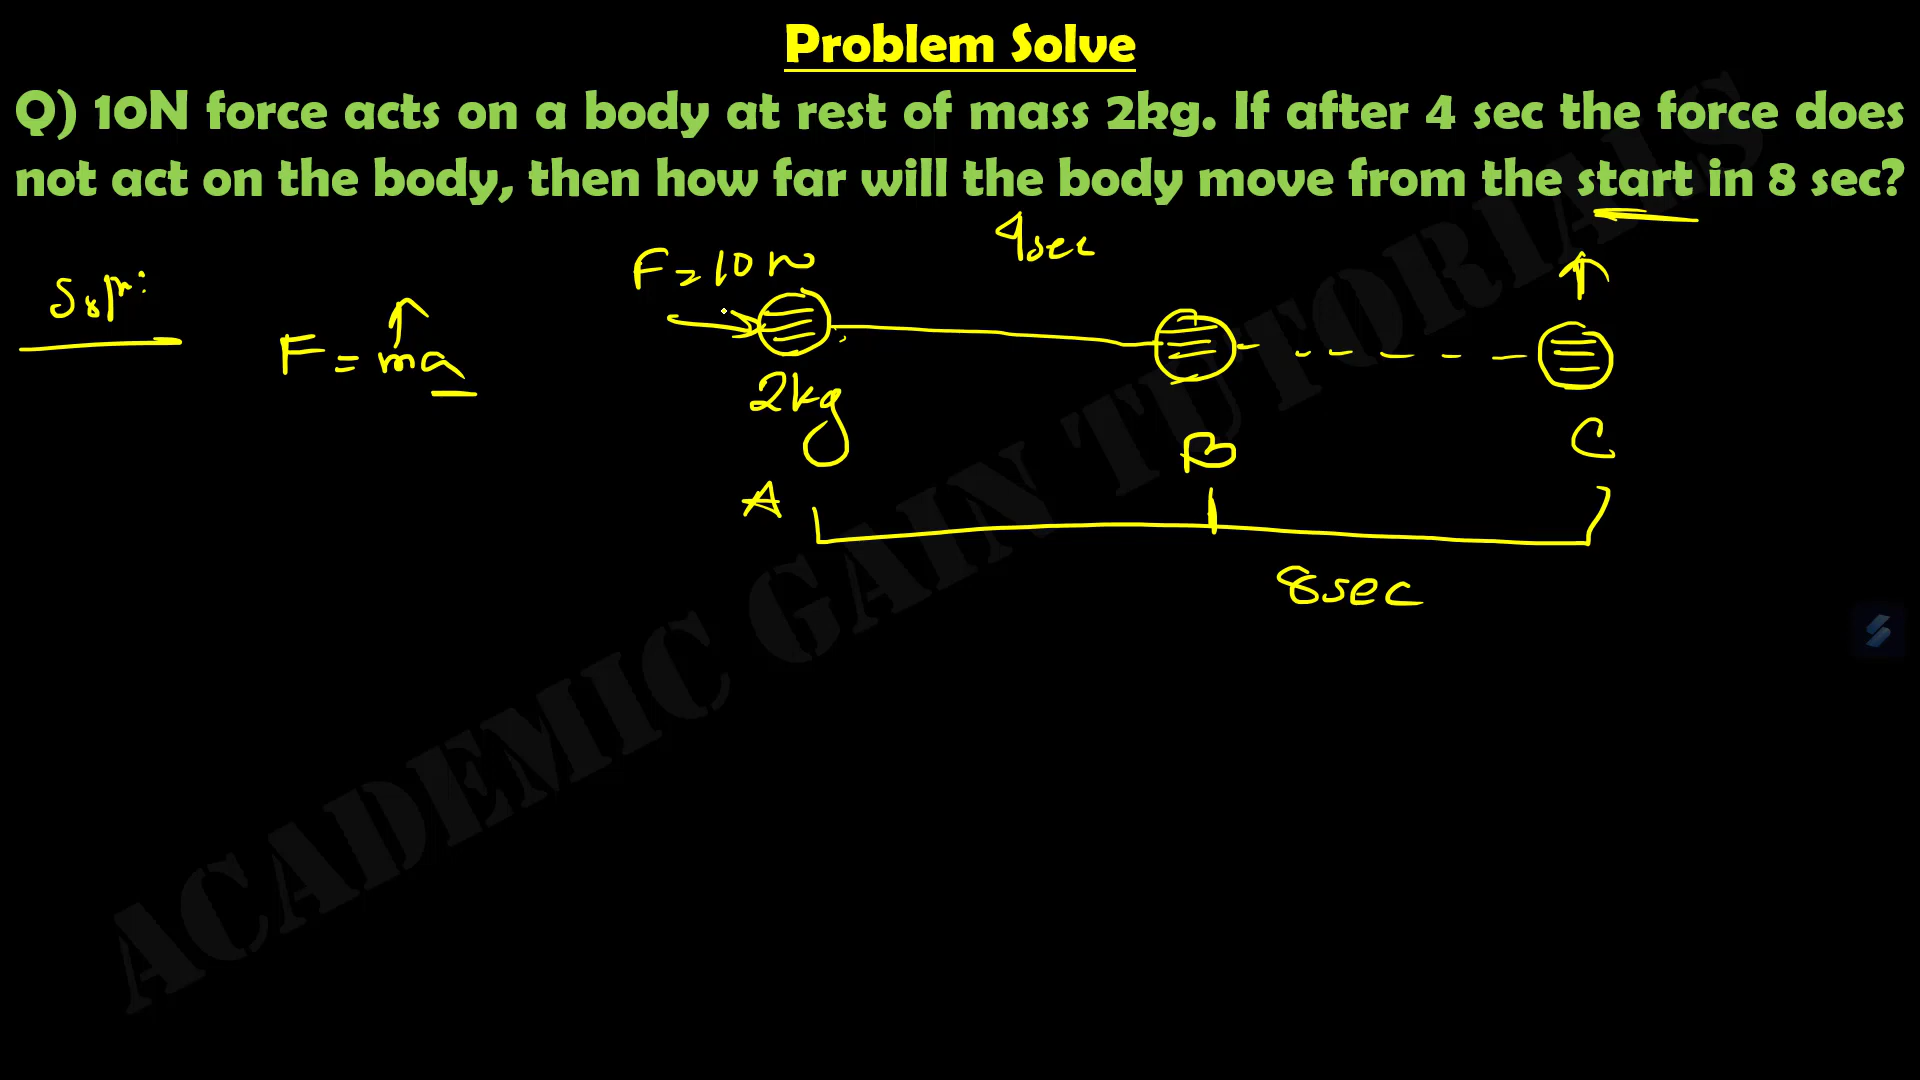 Problem Solve
Q) 10N force acts on a body at rest of mass 2kg. If after 4 sec the force does
not act on the body, then how far will the body move from the start in 8 sec?
4sec
F = 10 N
Soln:
F = ma
2kg
A
B
C
8sec
ACADEMIC GAIN TUTORIALS